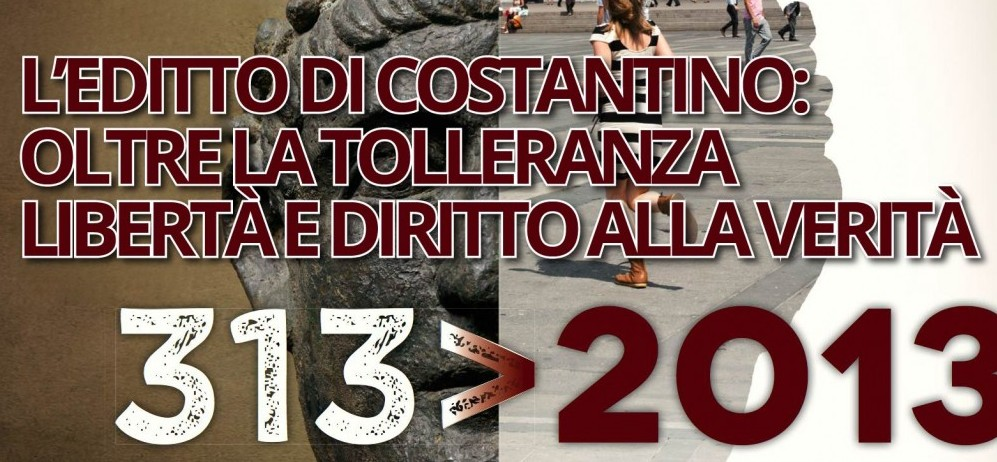 L'EDITTO DI COSTANTINO:
OLTRE LA TOLLERANZA
LIBERTÀ E DIRITTO ALLA VERITÀ
313>2013